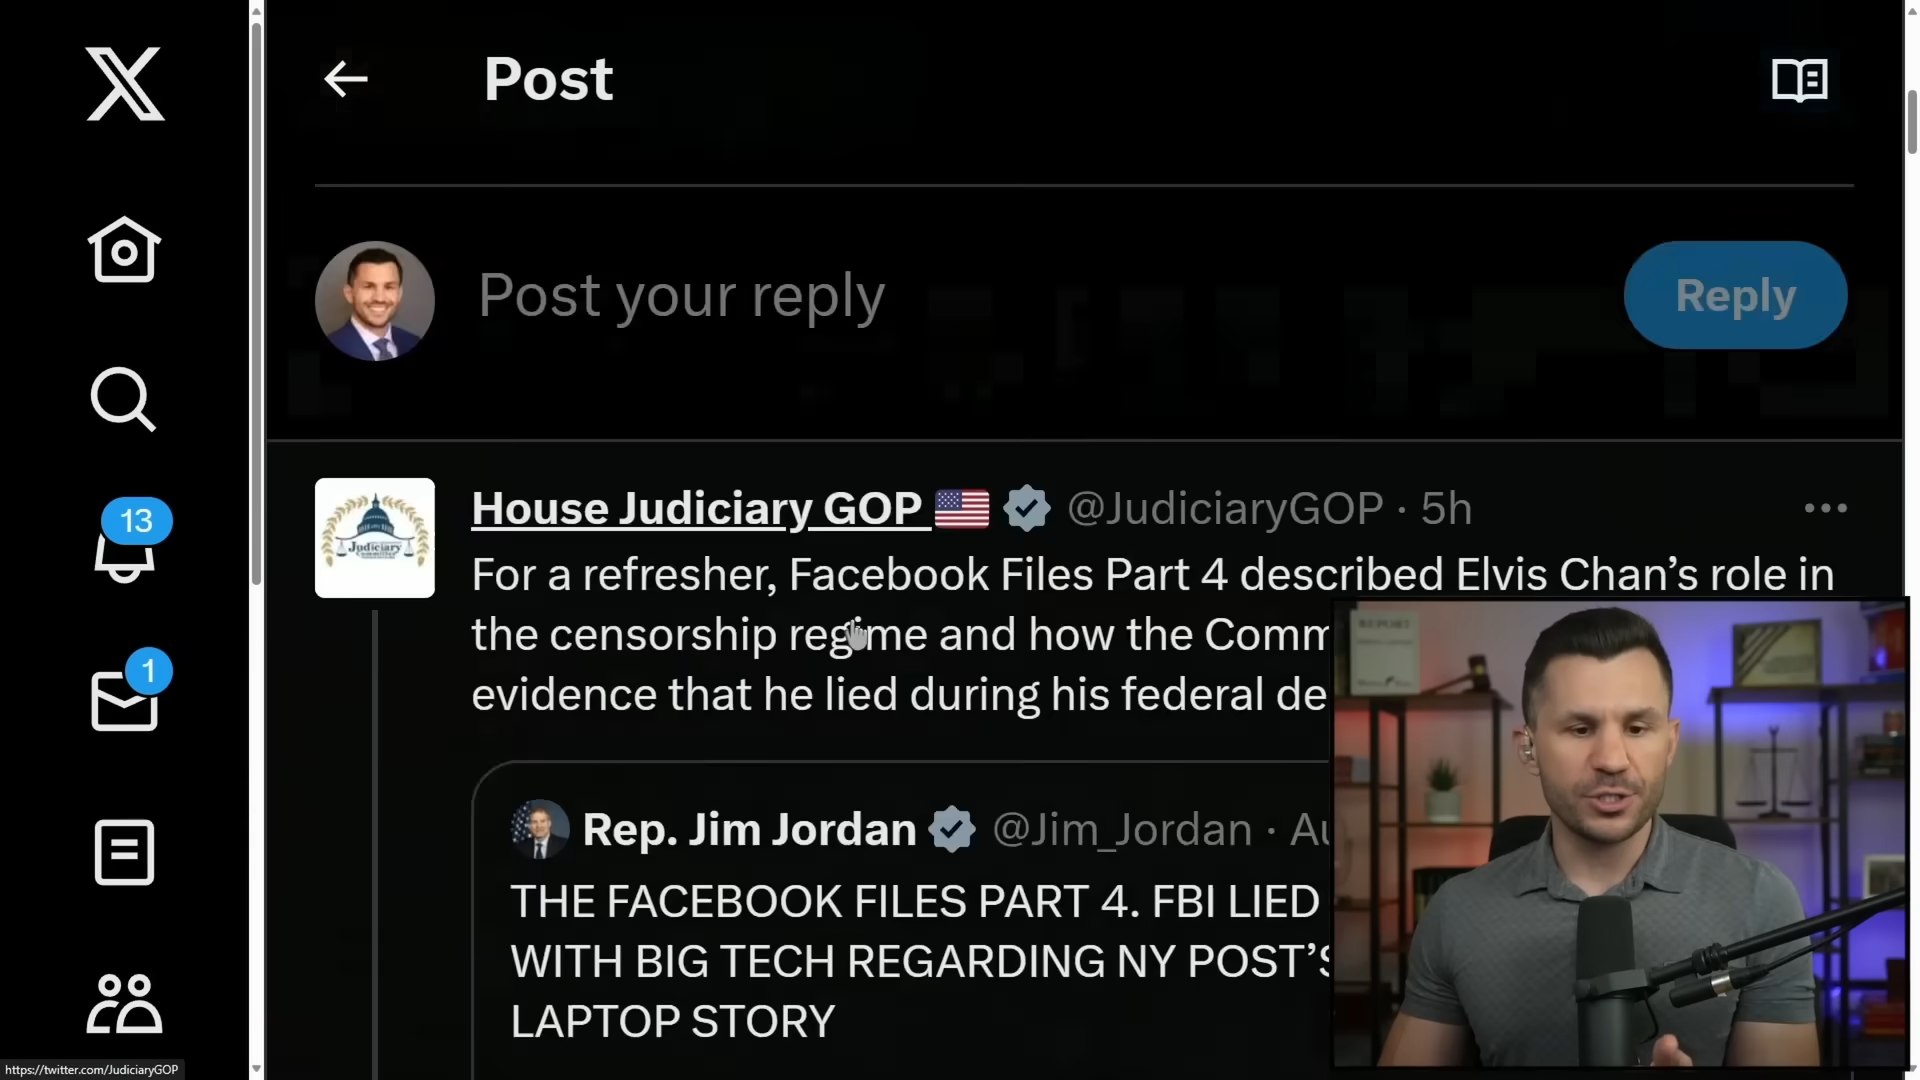 Post
Post your reply
Reply
13
House Judiciary GOP 🇺🇸 @JudiciaryGOP · 5h
For a refresher, Facebook Files Part 4 described Elvis Chan’s role in
the censorship regime and how the Comm
evidence that he lied during his federal de
1
Rep. Jim Jordan @Jim_Jordan · Au
THE FACEBOOK FILES PART 4. FBI LIED
WITH BIG TECH REGARDING NY POST’S
LAPTOP STORY
REPORT
Judiciary
https://twitter.com/JudiciaryGOP